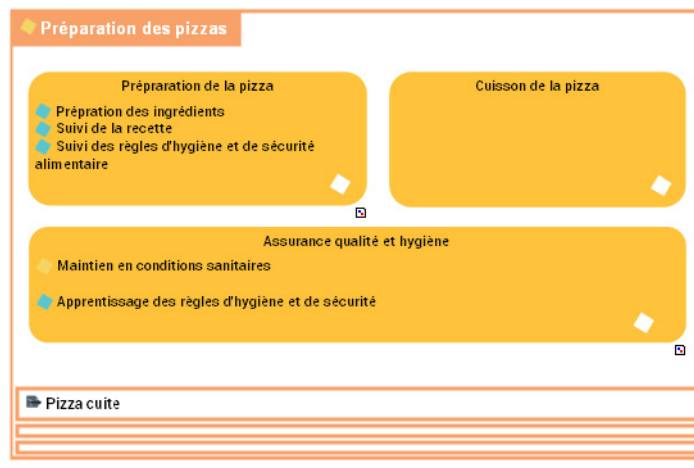 Préparation des pizzas
Prépraration de la pizza
Prépration des ingrédients
Suivi de la recette
Suivi des règles d'hygiène et de sécurité
alimentaire
Cuisson de la pizza
Assurance qualité et hygiène
Maintien en conditions sanitaires
Apprentissage des règles d'hygiène et de sécurité
Pizza cuite